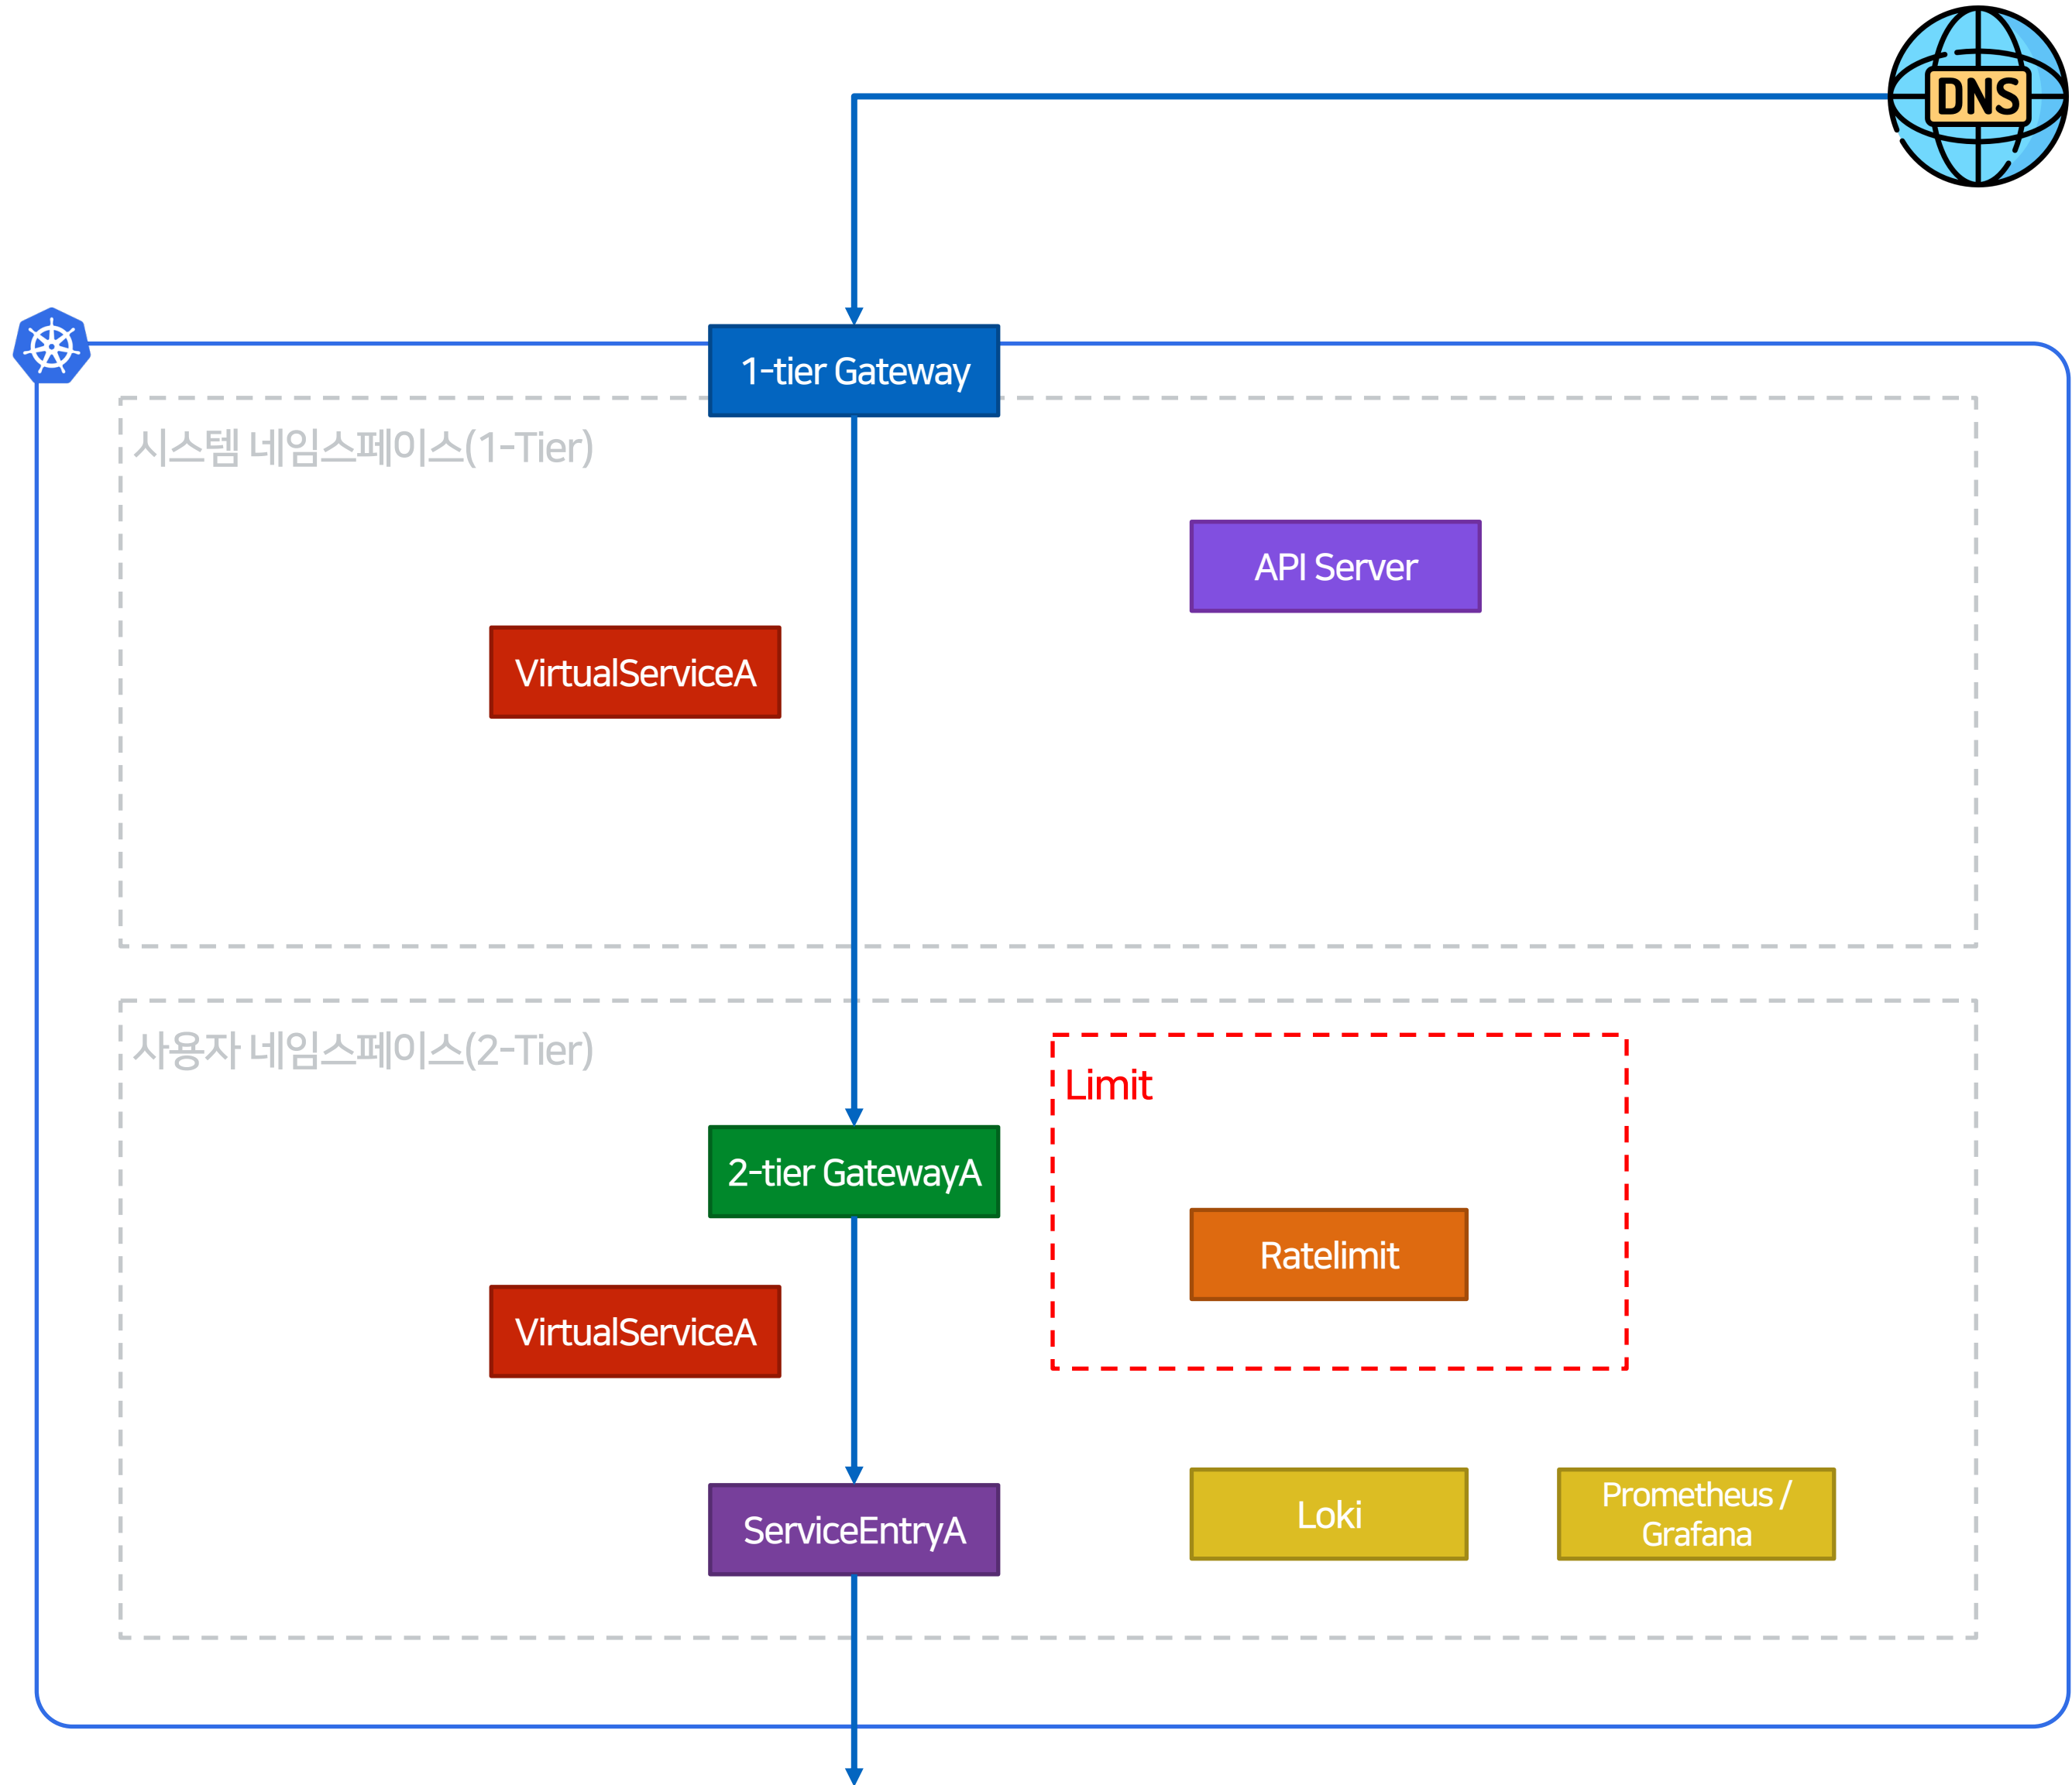 DNS
1-tier Gateway
시스템 네임스페이스(1-Tier)
API Server
VirtualServiceA
사용자 네임스페이스(2-Tier)
Limit
2-tier GatewayA
Ratelimit
VirtualServiceA
ServiceEntryA
Loki
Prometheus /
Grafana